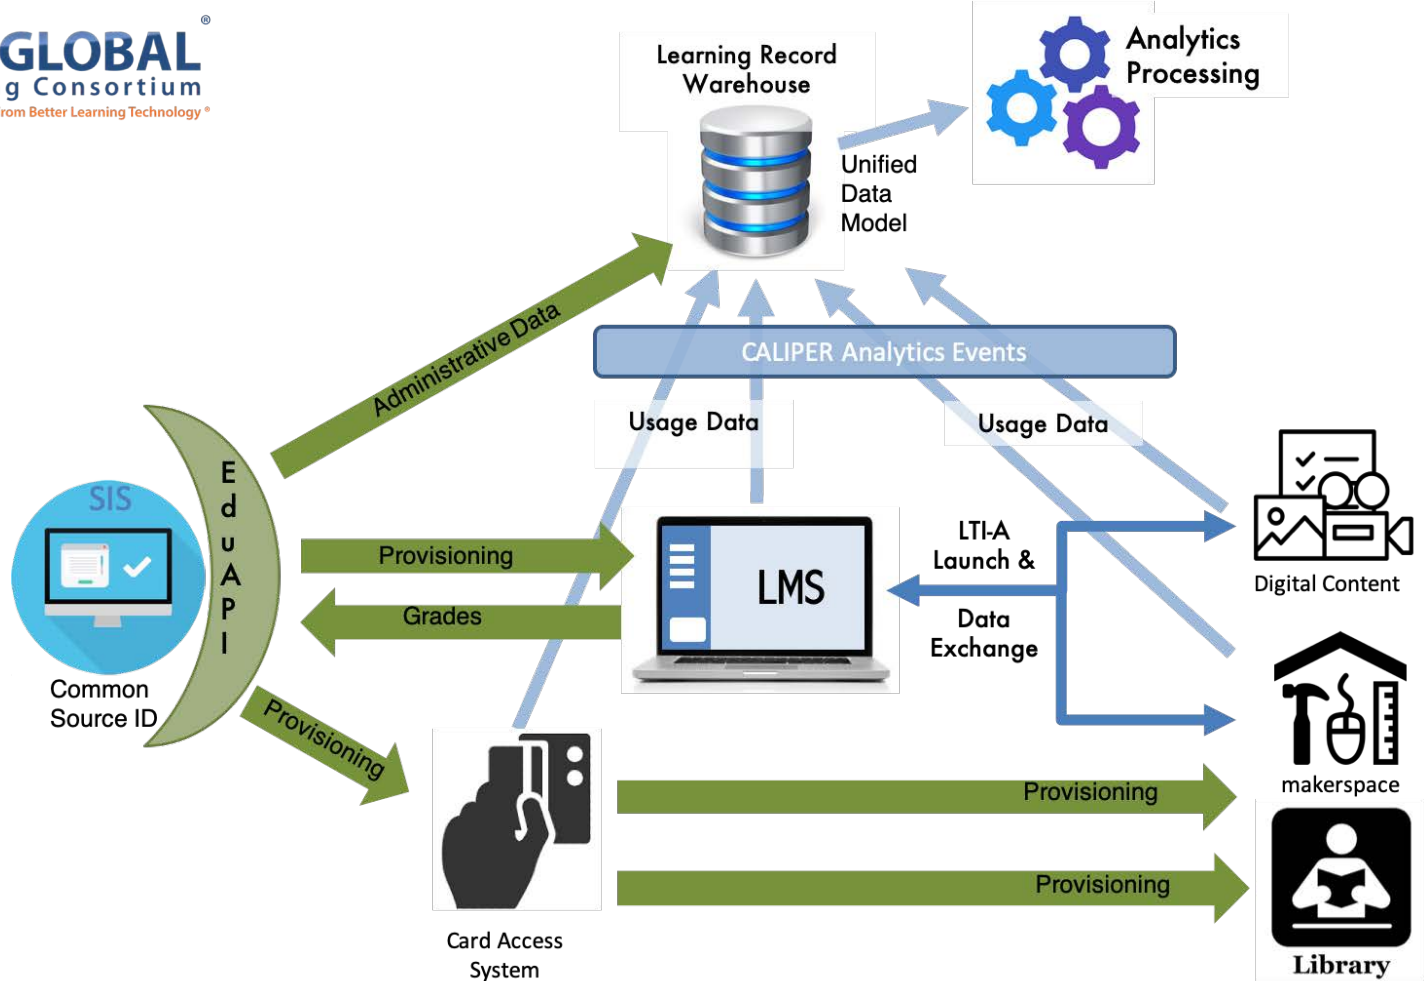 GLOBAL ®
g Consortium
rom Better Learning Technology ®
Learning Record
Warehouse
Analytics
Processing
Unified
Data
Model
Administrative Data
CALIPER Analytics Events
Usage Data
Usage Data
SIS
EduAPI
Common
Source ID
Provisioning
Grades
Provisioning
LMS
LTI-A
Launch &
Data
Exchange
Digital Content
makerspace
Provisioning
Provisioning
Card Access
System
Library